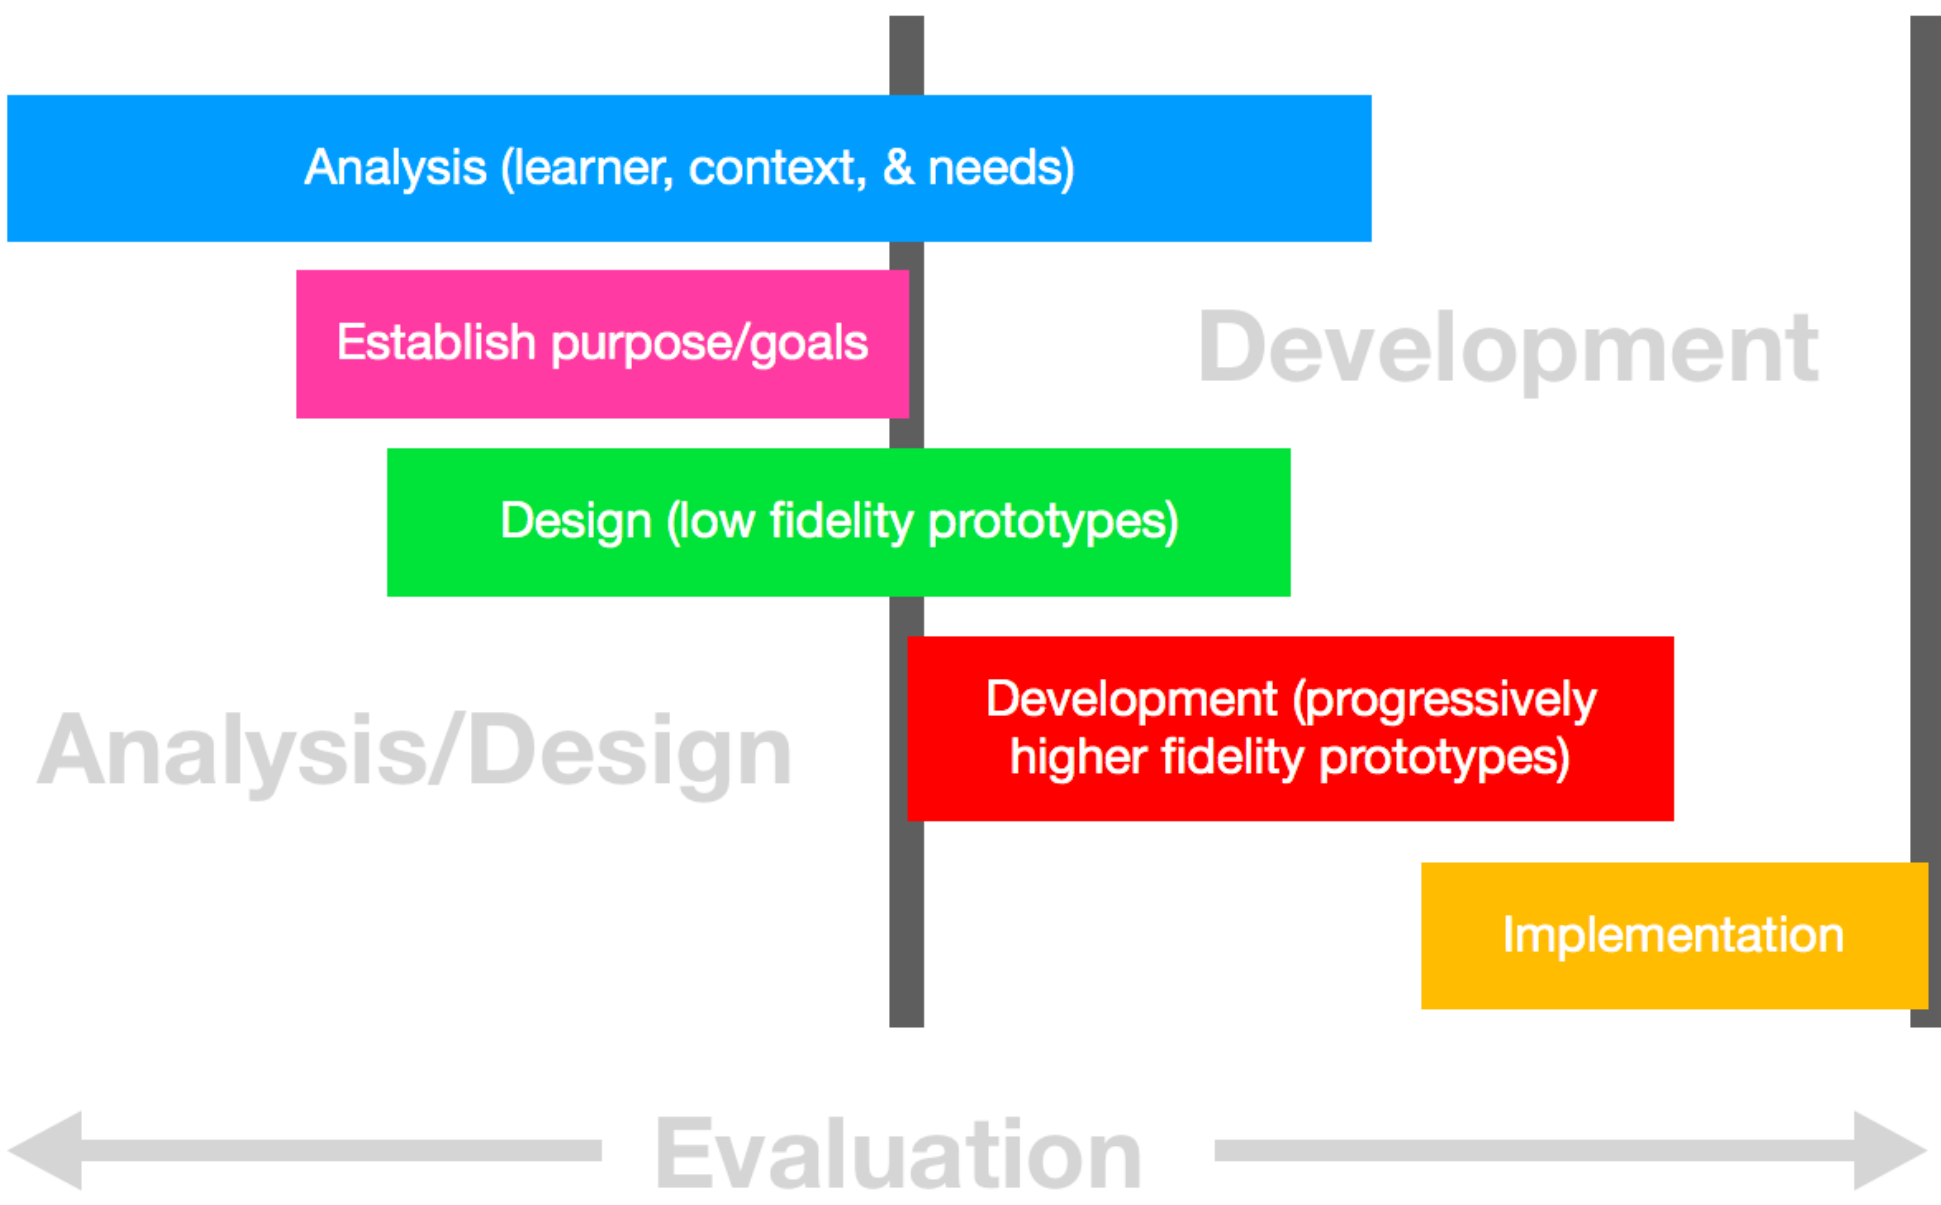 Analysis (learner, context, & needs)
Establish purpose/goals
Development
Design (low fidelity prototypes)
Development (progressively
higher fidelity prototypes)
Analysis/Design
Implementation
Evaluation